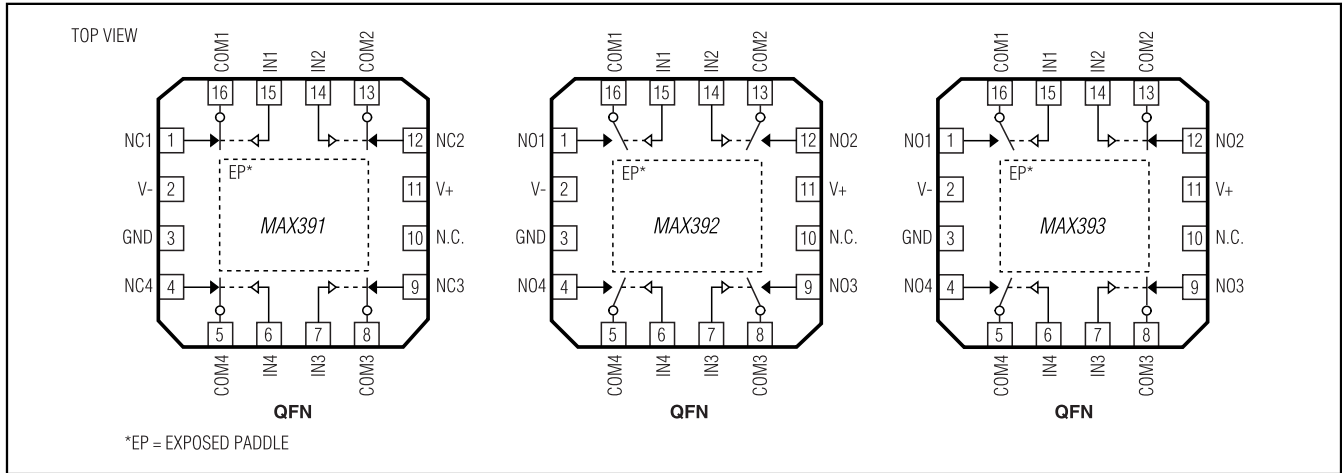 TOP VIEW
COM1 IN1 IN2 COM2
16 15 14 13
NC1 1 12 NC2
EP*
V- 2 11 V+
MAX391
GND 3 10 N.C.
NC4 4 9 NC3
5 6 7 8
COM4 IN4 IN3 COM3
QFN
COM1 IN1 IN2 COM2
16 15 14 13
NO1 1 12 NO2
EP*
V- 2 11 V+
MAX392
GND 3 10 N.C.
NO4 4 9 NO3
5 6 7 8
COM4 IN4 IN3 COM3
QFN
COM1 IN1 IN2 COM2
16 15 14 13
NO1 1 12 NO2
EP*
V- 2 11 V+
MAX393
GND 3 10 N.C.
NO4 4 9 NO3
5 6 7 8
COM4 IN4 IN3 COM3
QFN
*EP = EXPOSED PADDLE